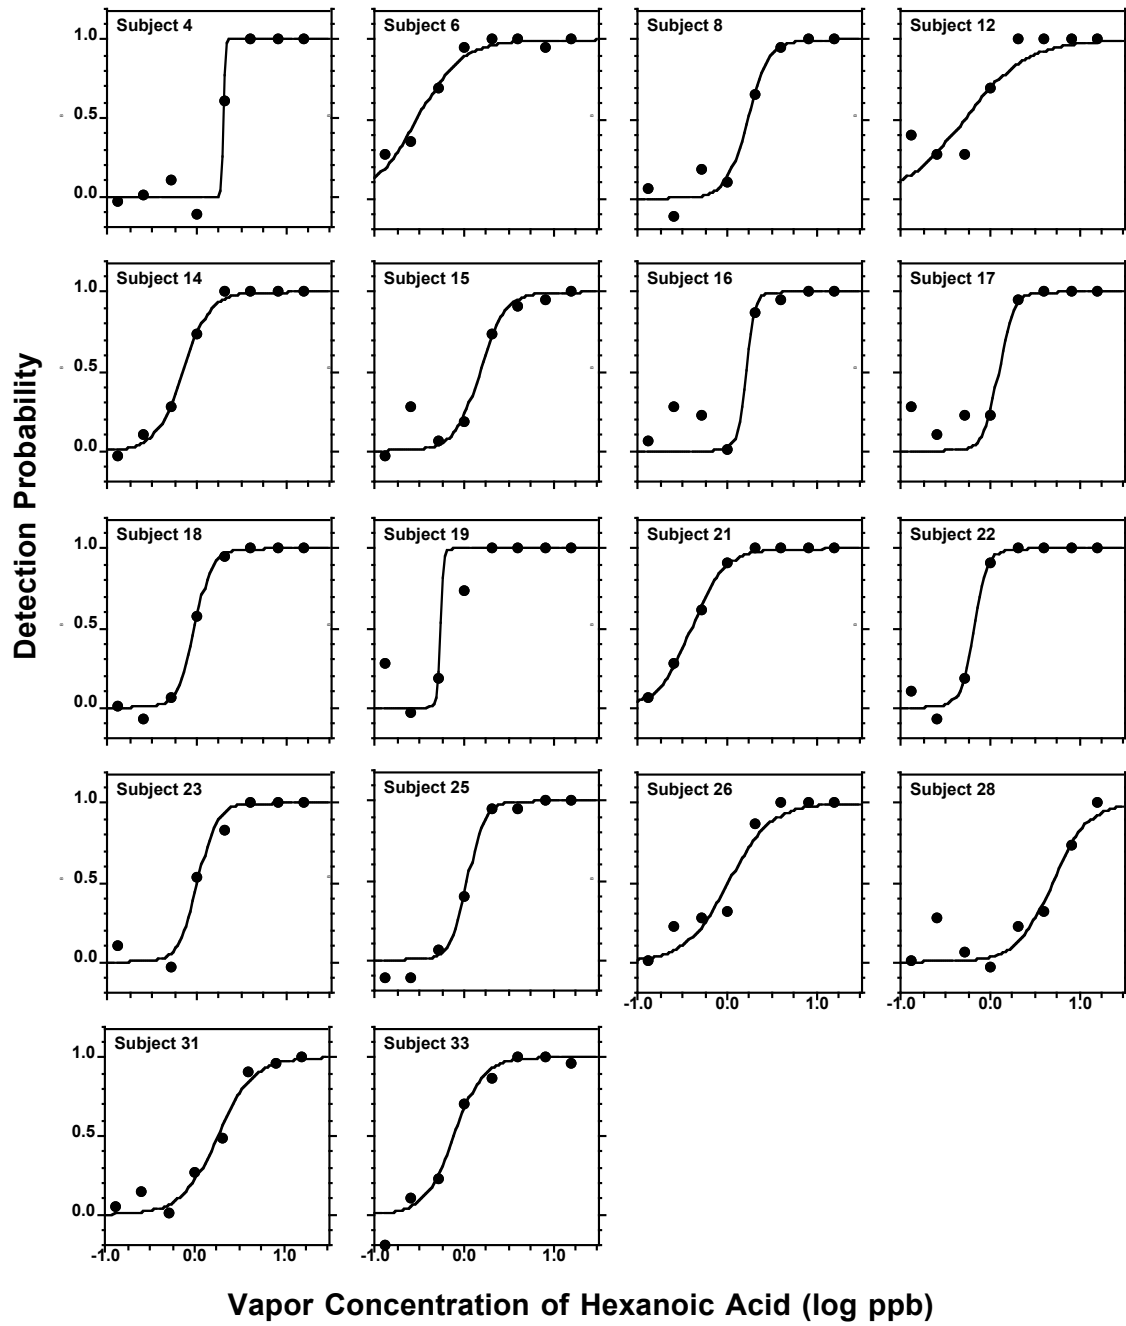 Subject 4 Subject 6 Subject 8 Subject 12
1.0
0.5
0.0
Subject 14 Subject 15 Subject 16 Subject 17
1.0
0.5
0.0
Detection Probability
Subject 18 Subject 19 Subject 21 Subject 22
1.0
0.5
0.0
Subject 23 Subject 25 Subject 26 Subject 28
1.0
0.5
0.0
-1.0 0.0 1.0 -1.0 0.0 1.0
Subject 31 Subject 33
1.0
0.5
0.0
-1.0 0.0 1.0 -1.0 0.0 1.0
Vapor Concentration of Hexanoic Acid (log ppb)